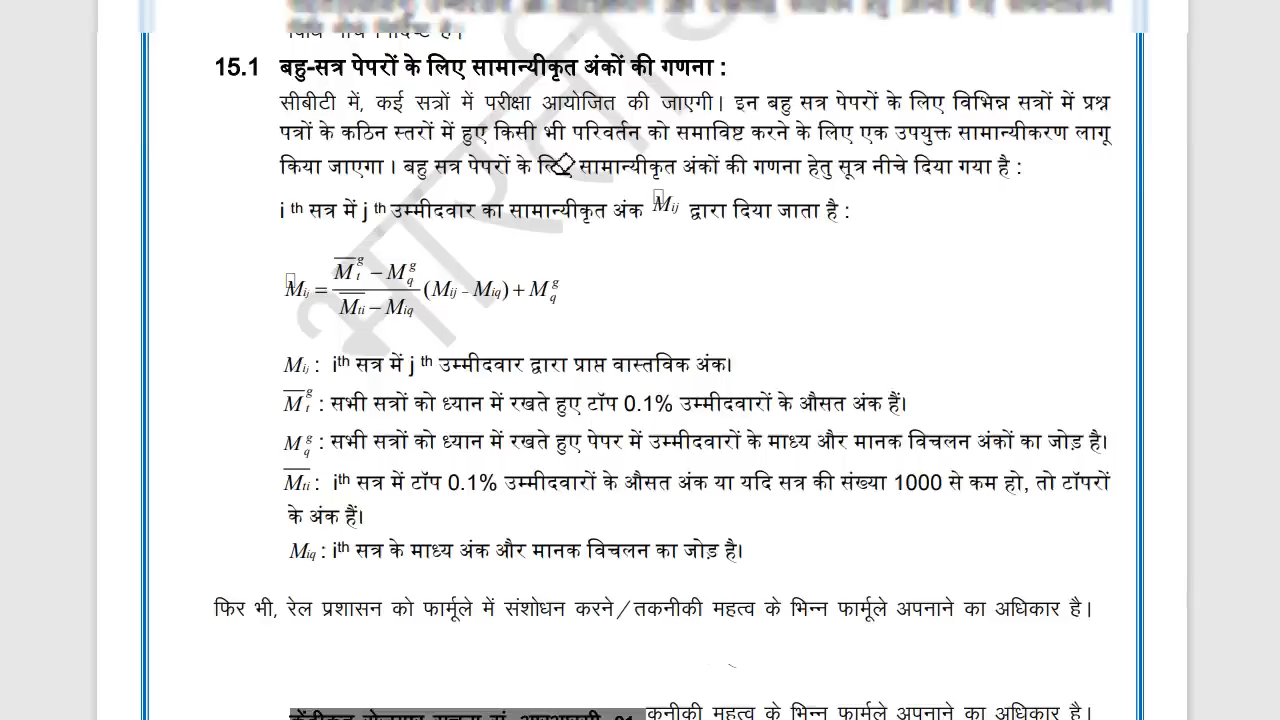 विधि नीचे निर्दिष्ट है।
15.1 बहु-सत्र पेपरों के लिए सामान्यीकृत अंकों की गणना :
सीबीटी में, कई सत्रों में परीक्षा आयोजित की जाएगी। इन बहु सत्र पेपरों के लिए विभिन्न सत्रों में प्रश्न
पत्रों के कठिन स्तरों में हुए किसी भी परिवर्तन को समाविष्ट करने के लिए एक उपयुक्त सामान्यीकरण लागू
किया जाएगा । बहु सत्र पेपरों के सामान्यीकृत अंकों की गणना हेतु सूत्र नीचे दिया गया है :
i th सत्र में j th उम्मीदवार का सामान्यीकृत अंक M̂ij द्वारा दिया जाता है :
M̂ij = (M̅tᵍ − Mqᵍ) / (M̅ti − Miq) (Mij − Miq) + Mqᵍ
Mij : ith सत्र में j th उम्मीदवार द्वारा प्राप्त वास्तविक अंक।
M̅tᵍ : सभी सत्रों को ध्यान में रखते हुए टॉप 0.1% उम्मीदवारों के औसत अंक हैं।
Mqᵍ : सभी सत्रों को ध्यान में रखते हुए पेपर में उम्मीदवारों के माध्य और मानक विचलन अंकों का जोड़ है।
M̅ti : ith सत्र में टॉप 0.1% उम्मीदवारों के औसत अंक या यदि सत्र की संख्या 1000 से कम हो, तो टॉपरों
के अंक हैं।
Miq : ith सत्र के माध्य अंक और मानक विचलन का जोड़ है।
फिर भी, रेल प्रशासन को फार्मूले में संशोधन करने/तकनीकी महत्व के भिन्न फार्मूले अपनाने का अधिकार है।
कनीकी महत्व के भिन्न फार्मूले अपनाने का अधिकार है।